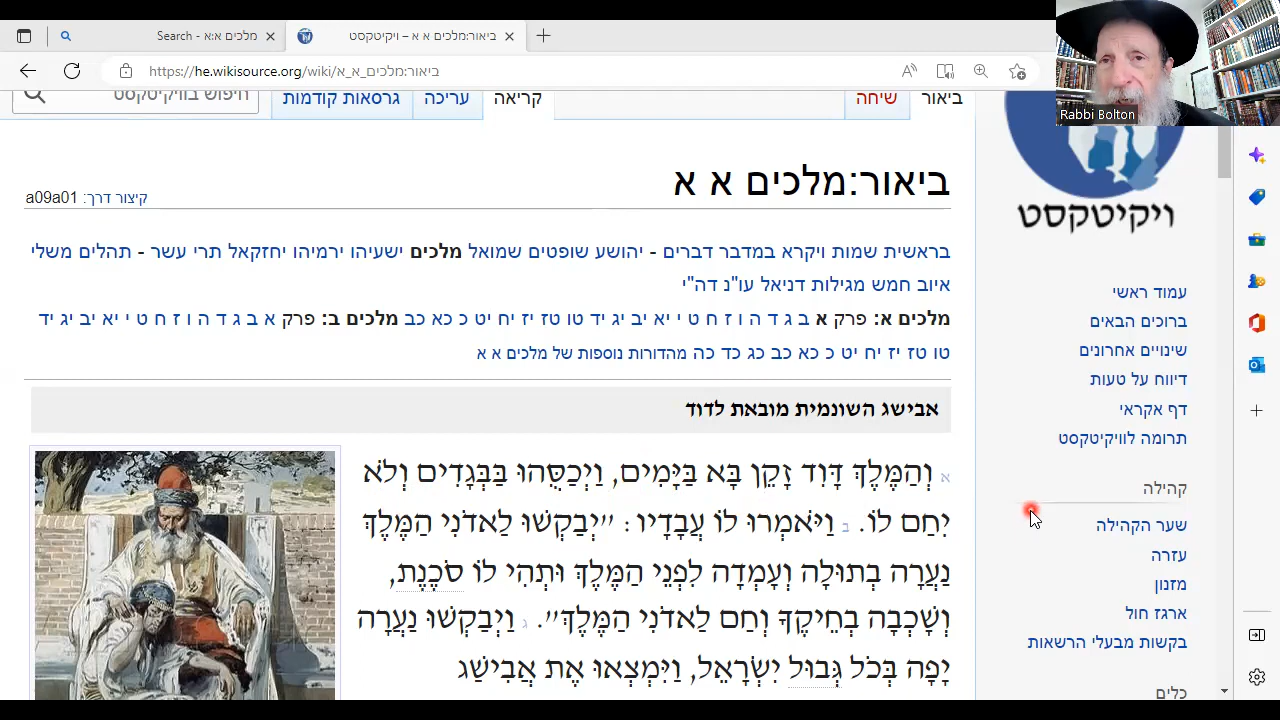 מלכים א:א - Search
ביאור:מלכים א א – ויקיטקסט
https://he.wikisource.org/wiki/ביאור:מלכים_א_א
Rabbi Bolton
ביאור
שיחה
קריאה
עריכה
גרסאות קודמות
חיפוש בוויקיטקסט
ביאור:מלכים א א
קיצור דרך: a09a01
בראשית שמות ויקרא במדבר דברים - יהושע שופטים שמואל מלכים ישעיהו ירמיהו יחזקאל תרי עשר - תהלים משלי
איוב חמש מגילות דניאל עו"נ דה"י
מלכים א: פרק א ב ג ד ה ו ז ח ט י יא יב יג יד טו טז יז יח יט כ כא כב מלכים ב: פרק א ב ג ד ה ו ז ח ט י יא יב יג יד
טו טז יז יח יט כ כא כב כג כד כה מהדורות נוספות של מלכים א א
אבישג השונמית מובאת לדוד
א וְהַמֶּלֶךְ דָּוִד זָקֵן בָּא בַּיָּמִים, וַיְכַסֻּהוּ בַּבְּגָדִים וְלֹא
יִחַם לוֹ. ב וַיֹּאמְרוּ לוֹ עֲבָדָיו : "יְבַקְשׁוּ לַאדֹנִי הַמֶּלֶךְ
נַעֲרָה בְתוּלָה וְעָמְדָה לִפְנֵי הַמֶּלֶךְ וּתְהִי לוֹ סֹכֶנֶת,
וְשָׁכְבָה בְחֵיקֶךָ וְחַם לַאדֹנִי הַמֶּלֶךְ". ג וַיְבַקְשׁוּ נַעֲרָה
יָפָה בְּכֹל גְּבוּל יִשְׂרָאֵל, וַיִּמְצְאוּ אֶת אֲבִישַׁג
ויקיטקסט
עמוד ראשי
ברוכים הבאים
שינויים אחרונים
דיווח על טעות
דף אקראי
תרומה לוויקיטקסט
קהילה
שער הקהילה
עזרה
מזנון
ארגז חול
בקשות מבעלי הרשאות
כלים